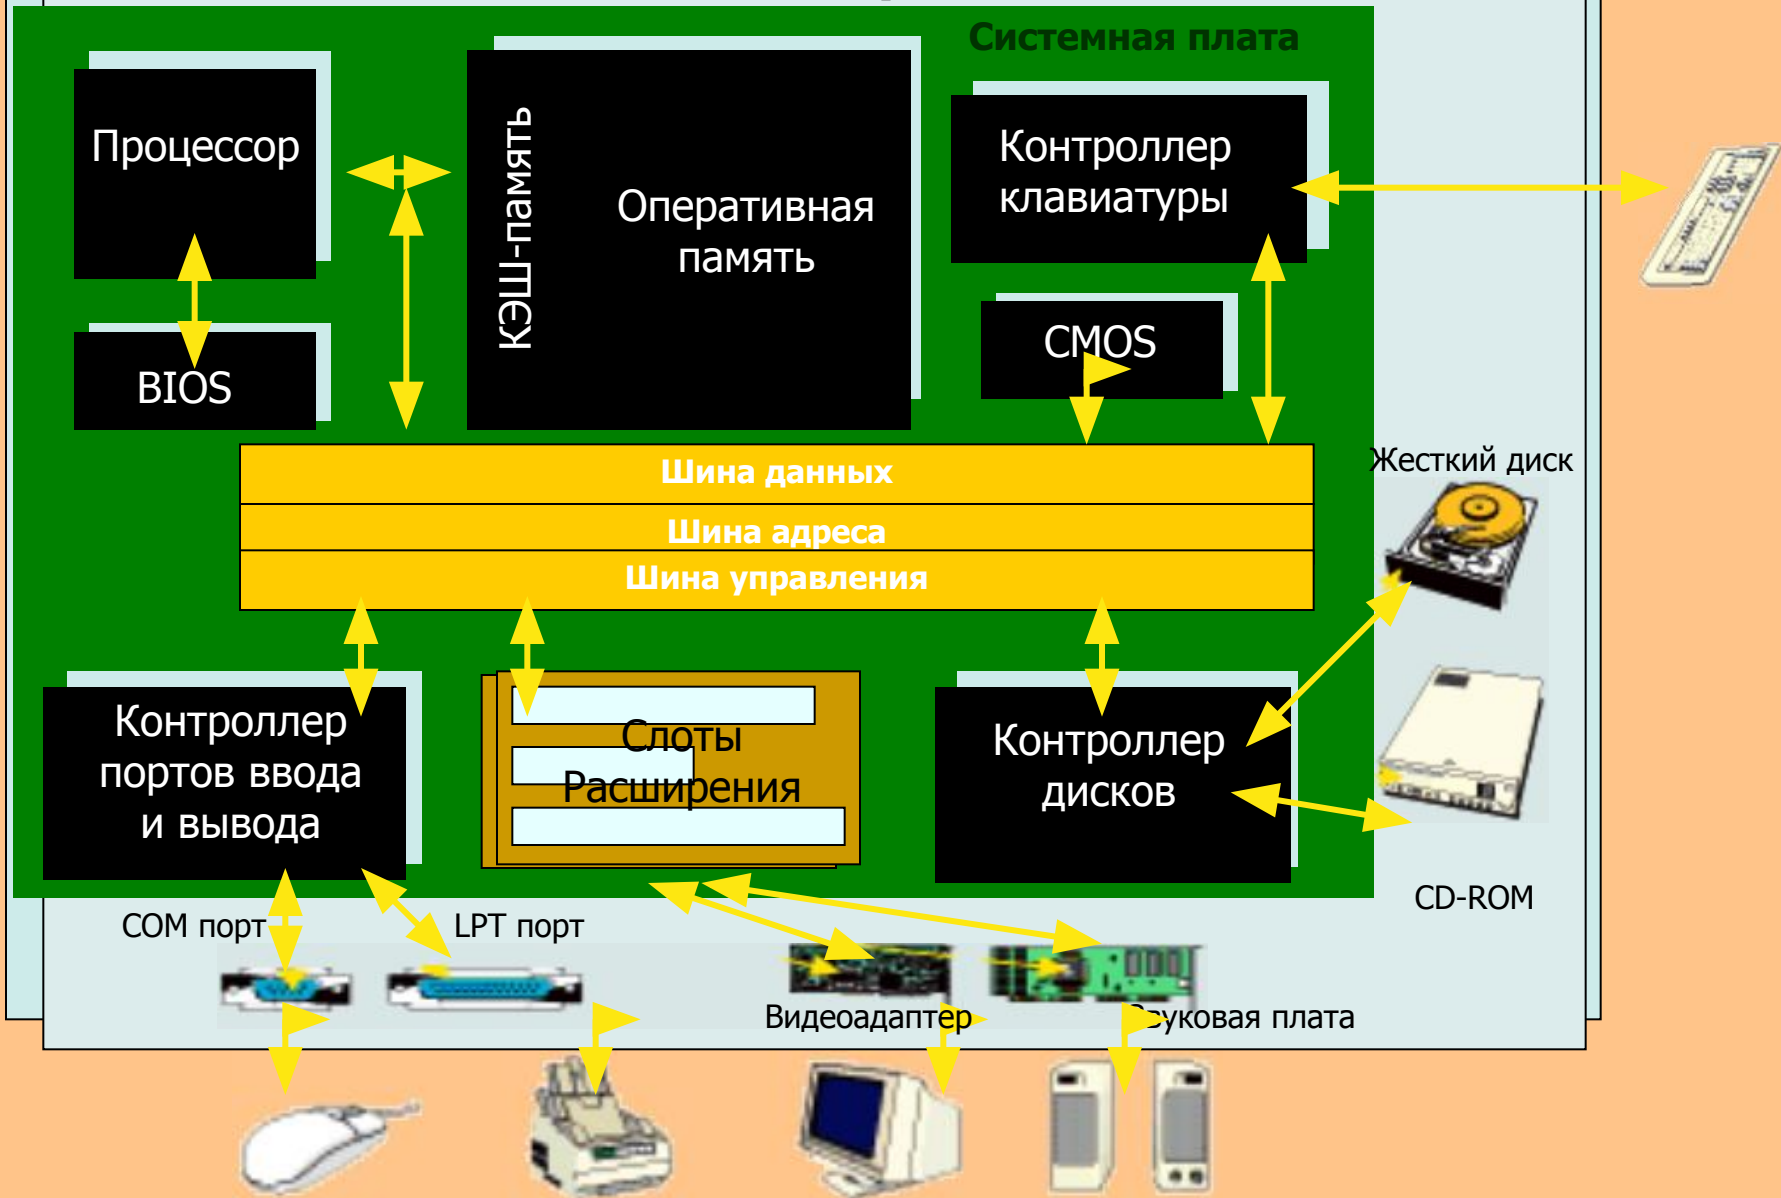 Системная плата
Процессор
КЭШ-память
Оперативная
память
Контроллер
клавиатуры
BIOS
CMOS
Шина данных
Шина адреса
Шина управления
Жесткий диск
Контроллер
портов ввода
и вывода
Слоты
Расширения
Контроллер
дисков
CD-ROM
COM порт
LPT порт
Видеоадаптер
Звуковая плата